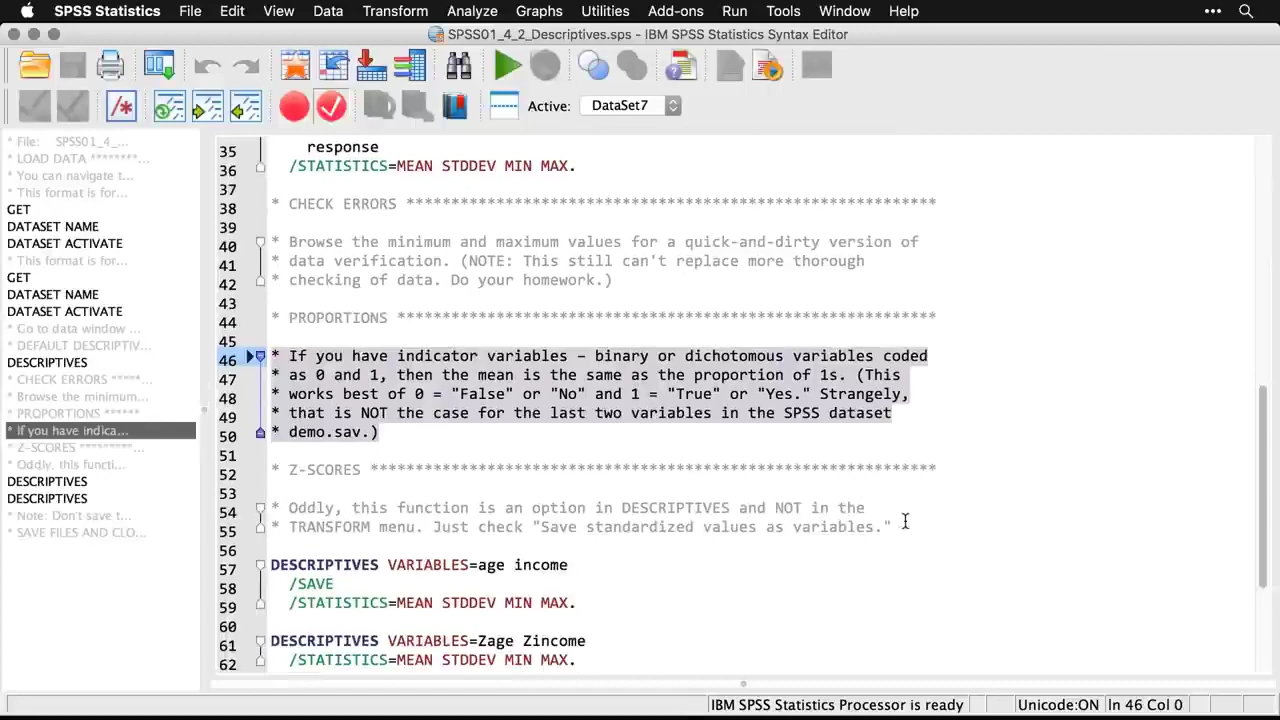 SPSS Statistics File Edit View Data Transform Analyze Graphs Utilities Add-ons Run Tools Window Help
SPSS01_4_2_Descriptives.sps - IBM SPSS Statistics Syntax Editor
Active: DataSet7
* File: SPSS01_4_...
* LOAD DATA ********...
* You can navigate t...
* This format is for...
GET
DATASET NAME
DATASET ACTIVATE
* This format is for...
GET
DATASET NAME
DATASET ACTIVATE
* Go to data window ...
* DEFAULT DESCRIPTIV...
DESCRIPTIVES
* CHECK ERRORS *****...
* Browse the minimum...
* PROPORTIONS ******
* If you have indica...
* Z-SCORES *********...
* Oddly, this functi...
DESCRIPTIVES
DESCRIPTIVES
* Note: Don't save t...
* SAVE FILES AND CLO...
35 response
36 /STATISTICS=MEAN STDDEV MIN MAX.
37
38 * CHECK ERRORS ***********************************************************
39
40 * Browse the minimum and maximum values for a quick-and-dirty version of
41 * data verification. (NOTE: This still can't replace more thorough
42 * checking of data. Do your homework.)
43
44 * PROPORTIONS ************************************************************
45
46 * If you have indicator variables – binary or dichotomous variables coded
47 * as 0 and 1, then the mean is the same as the proportion of 1s. (This
48 * works best of 0 = "False" or "No" and 1 = "True" or "Yes." Strangely,
49 * that is NOT the case for the last two variables in the SPSS dataset
50 * demo.sav.)
51
52 * Z-SCORES ***************************************************************
53
54 * Oddly, this function is an option in DESCRIPTIVES and NOT in the
55 * TRANSFORM menu. Just check "Save standardized values as variables."
56
57 DESCRIPTIVES VARIABLES=age income
58 /SAVE
59 /STATISTICS=MEAN STDDEV MIN MAX.
60
61 DESCRIPTIVES VARIABLES=Zage Zincome
62 /STATISTICS=MEAN STDDEV MIN MAX.
IBM SPSS Statistics Processor is ready Unicode:ON In 46 Col 0